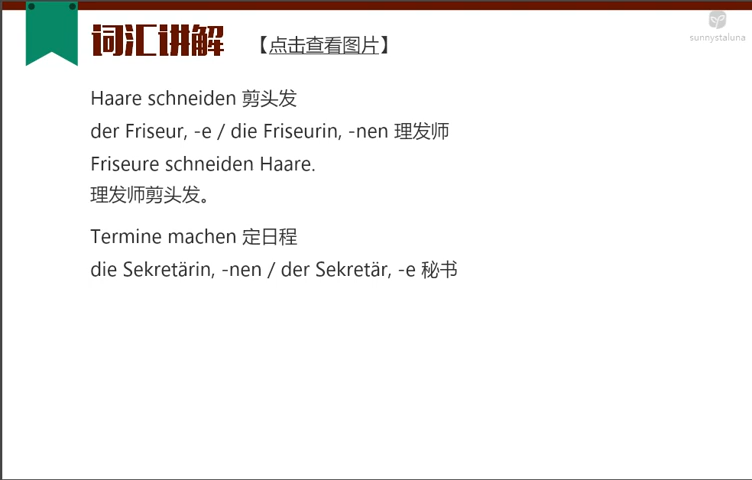 词汇讲解 【点击查看图片】
sunnystaluna
Haare schneiden 剪头发
der Friseur, -e / die Friseurin, -nen 理发师
Friseure schneiden Haare.
理发师剪头发。
Termine machen 定日程
die Sekretärin, -nen / der Sekretär, -e 秘书